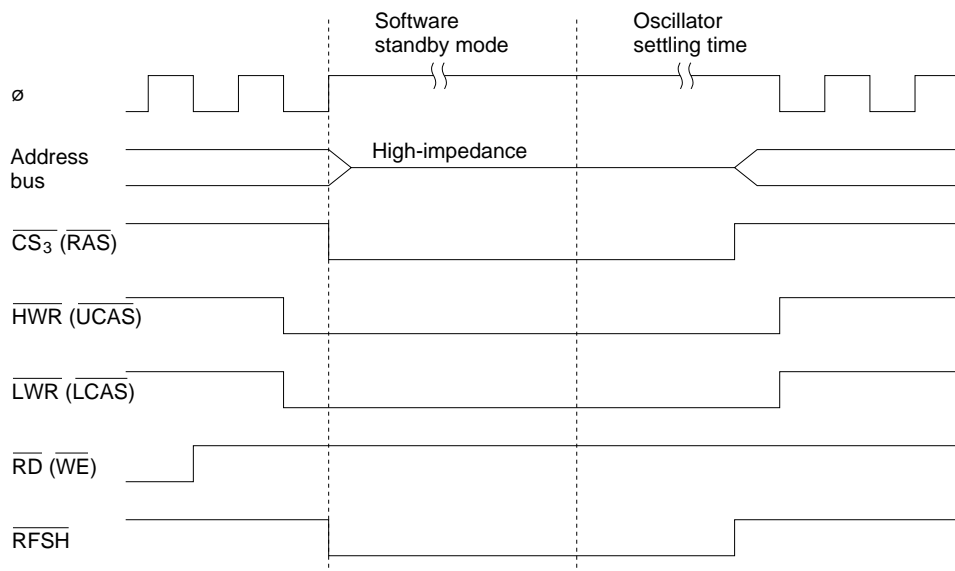 Software
standby mode
Oscillator
settling time
ø
Address
bus
High-impedance
CS₃ (RAS)
HWR (UCAS)
LWR (LCAS)
RD (WE)
RFSH